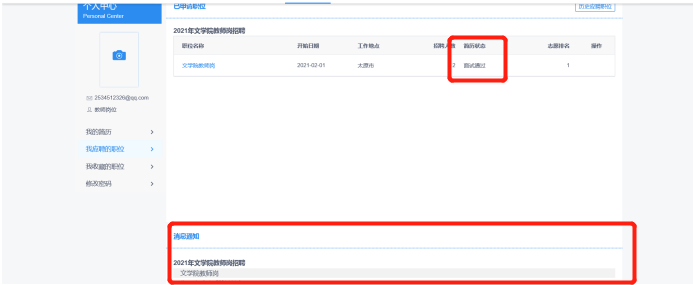 个人中心
Personal Center
2534512326@qq.com
教师岗位
我的简历
我应聘的职位
我收藏的职位
修改密码
已申请职位
历史应聘职位
2021年文学院教师岗招聘
职位名称 开始日期 工作地点 招聘人数 简历状态 志愿排名 操作
文学院教师岗 2021-02-01 太原市 2 面试通过 1
消息通知
2021年文学院教师岗招聘
文学院教师岗